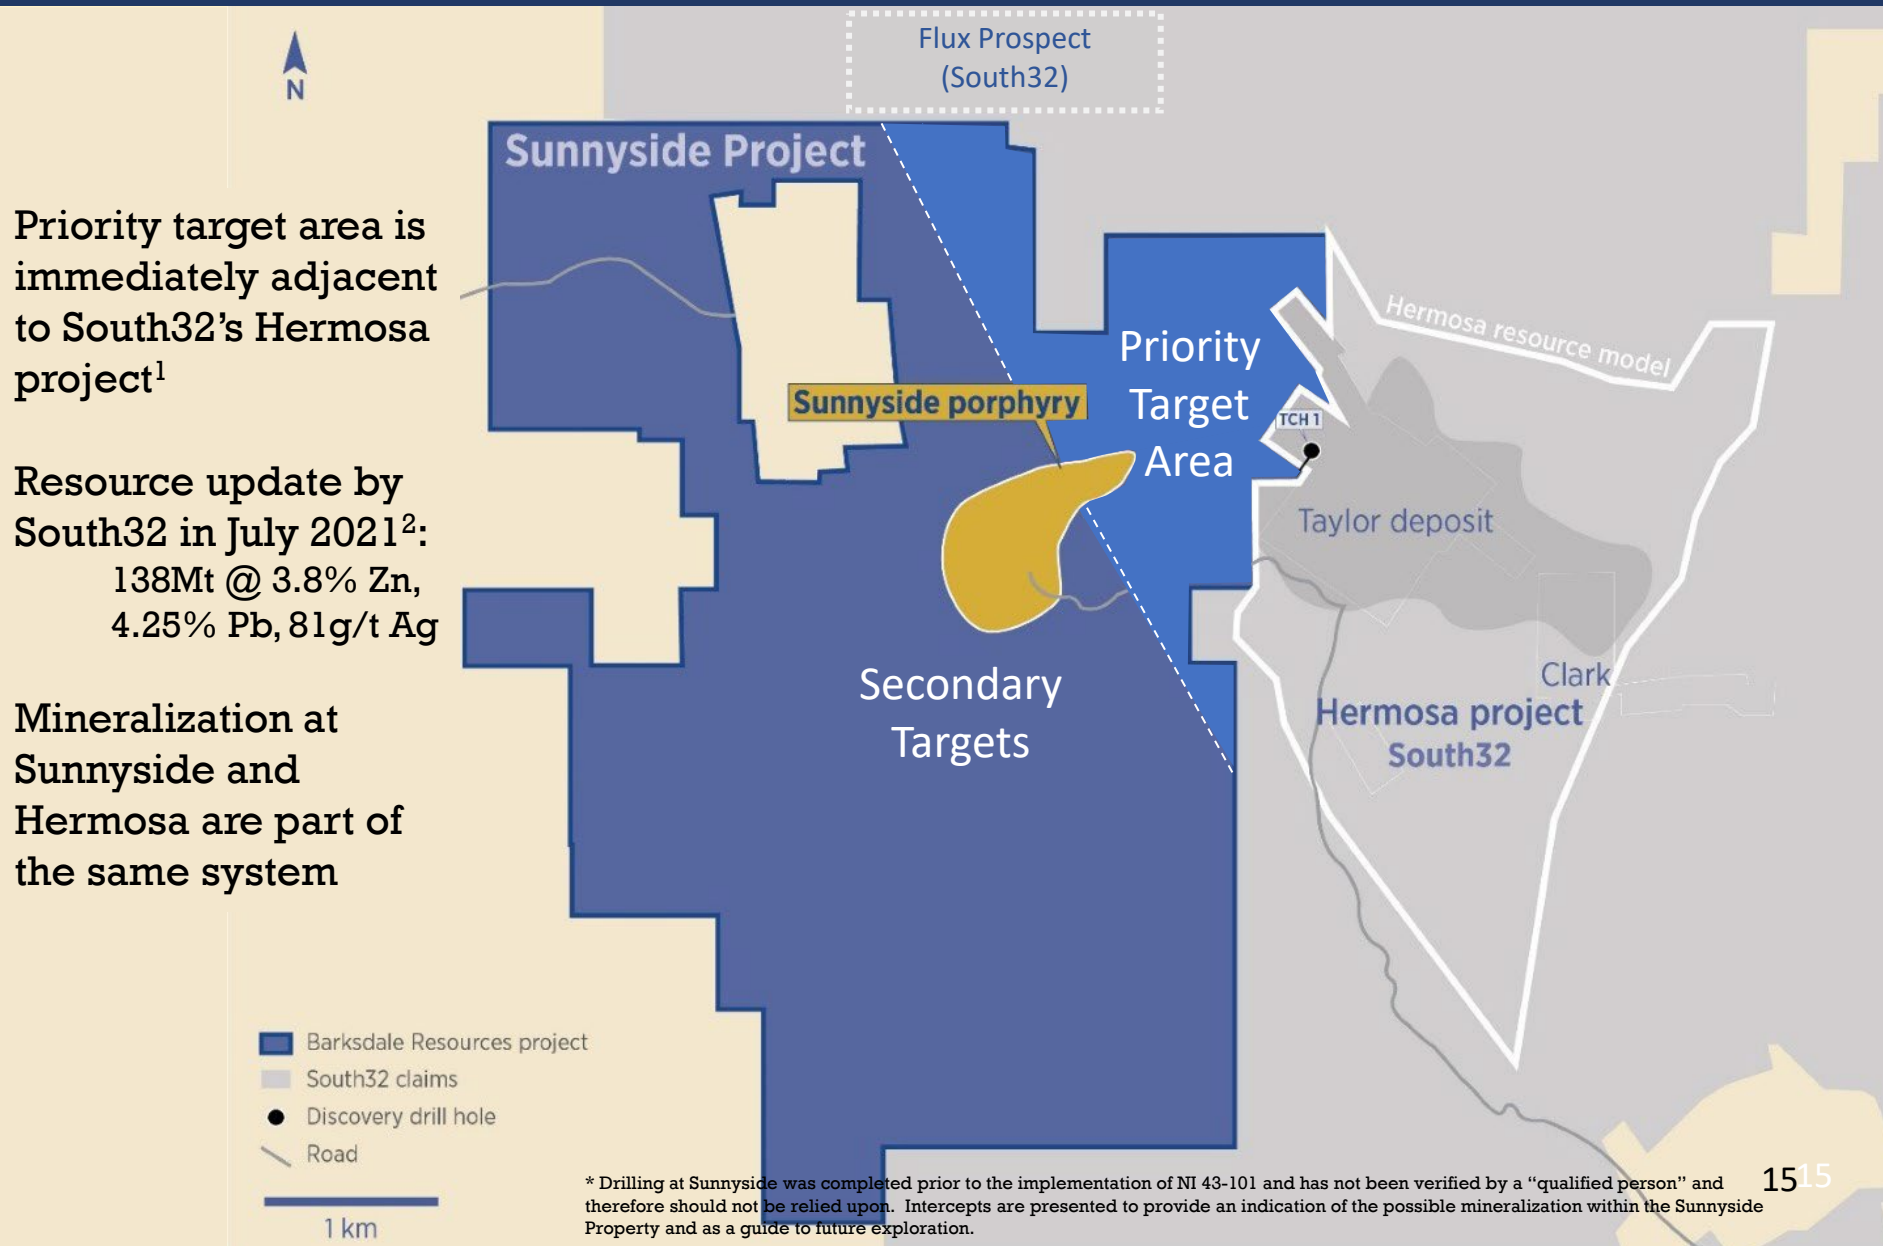 Flux Prospect
(South32)
N
Sunnyside Project
Priority target area is
immediately adjacent
to South32’s Hermosa
project¹
Hermosa resource model
Priority
Target
Area
Sunnyside porphyry
TCH 1
Resource update by
South32 in July 2021²:
138Mt @ 3.8% Zn,
4.25% Pb, 81g/t Ag
Taylor deposit
Secondary
Targets
Clark
Hermosa project
South32
Mineralization at
Sunnyside and
Hermosa are part of
the same system
Barksdale Resources project
South32 claims
Discovery drill hole
Road
1 km
* Drilling at Sunnyside was completed prior to the implementation of NI 43-101 and has not been verified by a “qualified person” and
therefore should not be relied upon.  Intercepts are presented to provide an indication of the possible mineralization within the Sunnyside
Property and as a guide to future exploration.
15 15